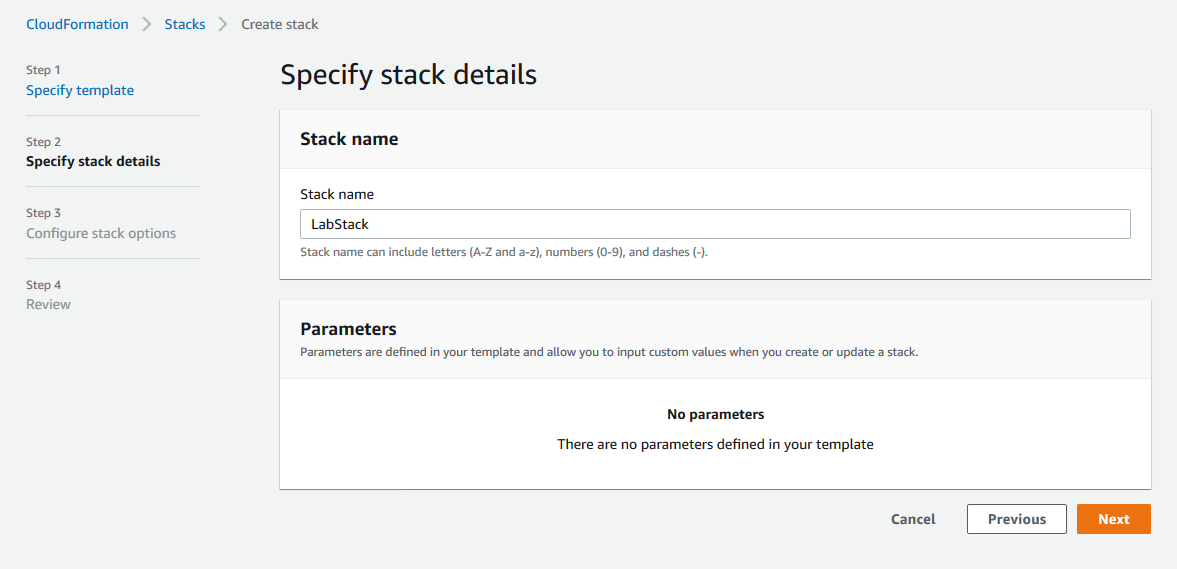 CloudFormation > Stacks > Create stack
Step 1
Specify template
Step 2
Specify stack details
Step 3
Configure stack options
Step 4
Review
Specify stack details
Stack name
Stack name
LabStack
Stack name can include letters (A-Z and a-z), numbers (0-9), and dashes (-).
Parameters
Parameters are defined in your template and allow you to input custom values when you create or update a stack.
No parameters
There are no parameters defined in your template
Cancel Previous Next